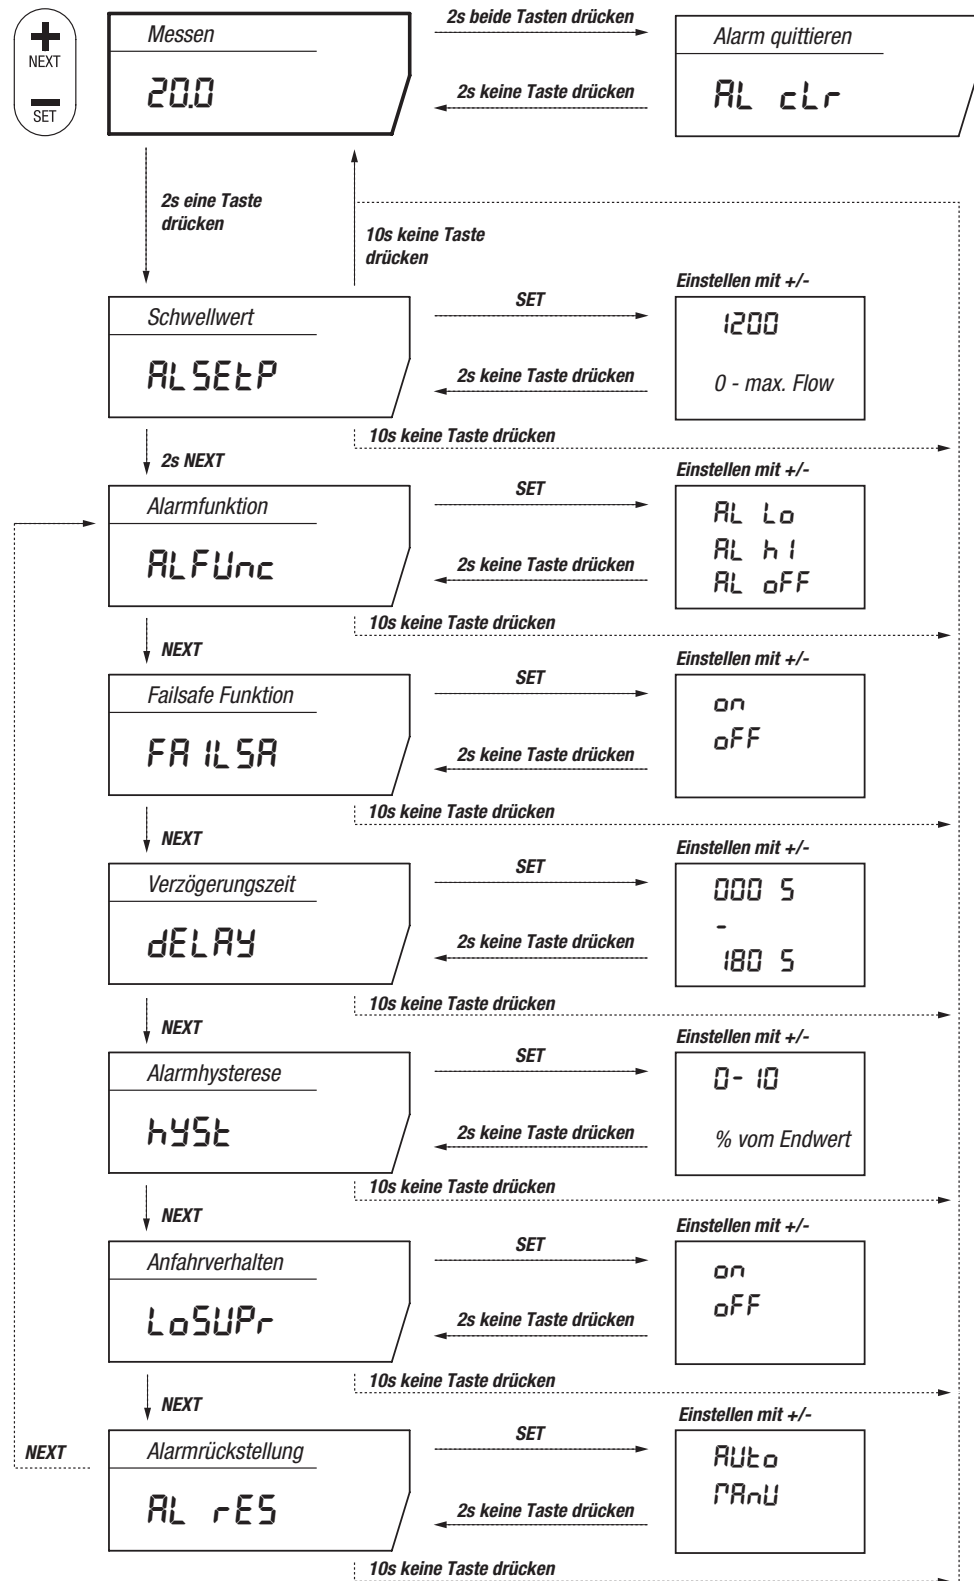 NEXT
SET
Messen
20.0
2s beide Tasten drücken
2s keine Taste drücken
Alarm quittieren
AL cLr
2s eine Taste
drücken
10s keine Taste
drücken
Schwellwert
ALSEtP
SET
2s keine Taste drücken
Einstellen mit +/-
1200
0 - max. Flow
10s keine Taste drücken
2s NEXT
Alarmfunktion
ALFUnc
SET
2s keine Taste drücken
Einstellen mit +/-
AL Lo
AL hI
AL oFF
10s keine Taste drücken
NEXT
Failsafe Funktion
FAILSA
SET
2s keine Taste drücken
Einstellen mit +/-
on
oFF
10s keine Taste drücken
NEXT
Verzögerungszeit
dELAY
SET
2s keine Taste drücken
Einstellen mit +/-
000 S
-
180 S
10s keine Taste drücken
NEXT
Alarmhysterese
hYSt
SET
2s keine Taste drücken
Einstellen mit +/-
0- 10
% vom Endwert
10s keine Taste drücken
NEXT
Anfahrverhalten
LoSUPr
SET
2s keine Taste drücken
Einstellen mit +/-
on
oFF
10s keine Taste drücken
NEXT
NEXT
Alarmrückstellung
AL rES
SET
2s keine Taste drücken
Einstellen mit +/-
AUto
MAnU
10s keine Taste drücken